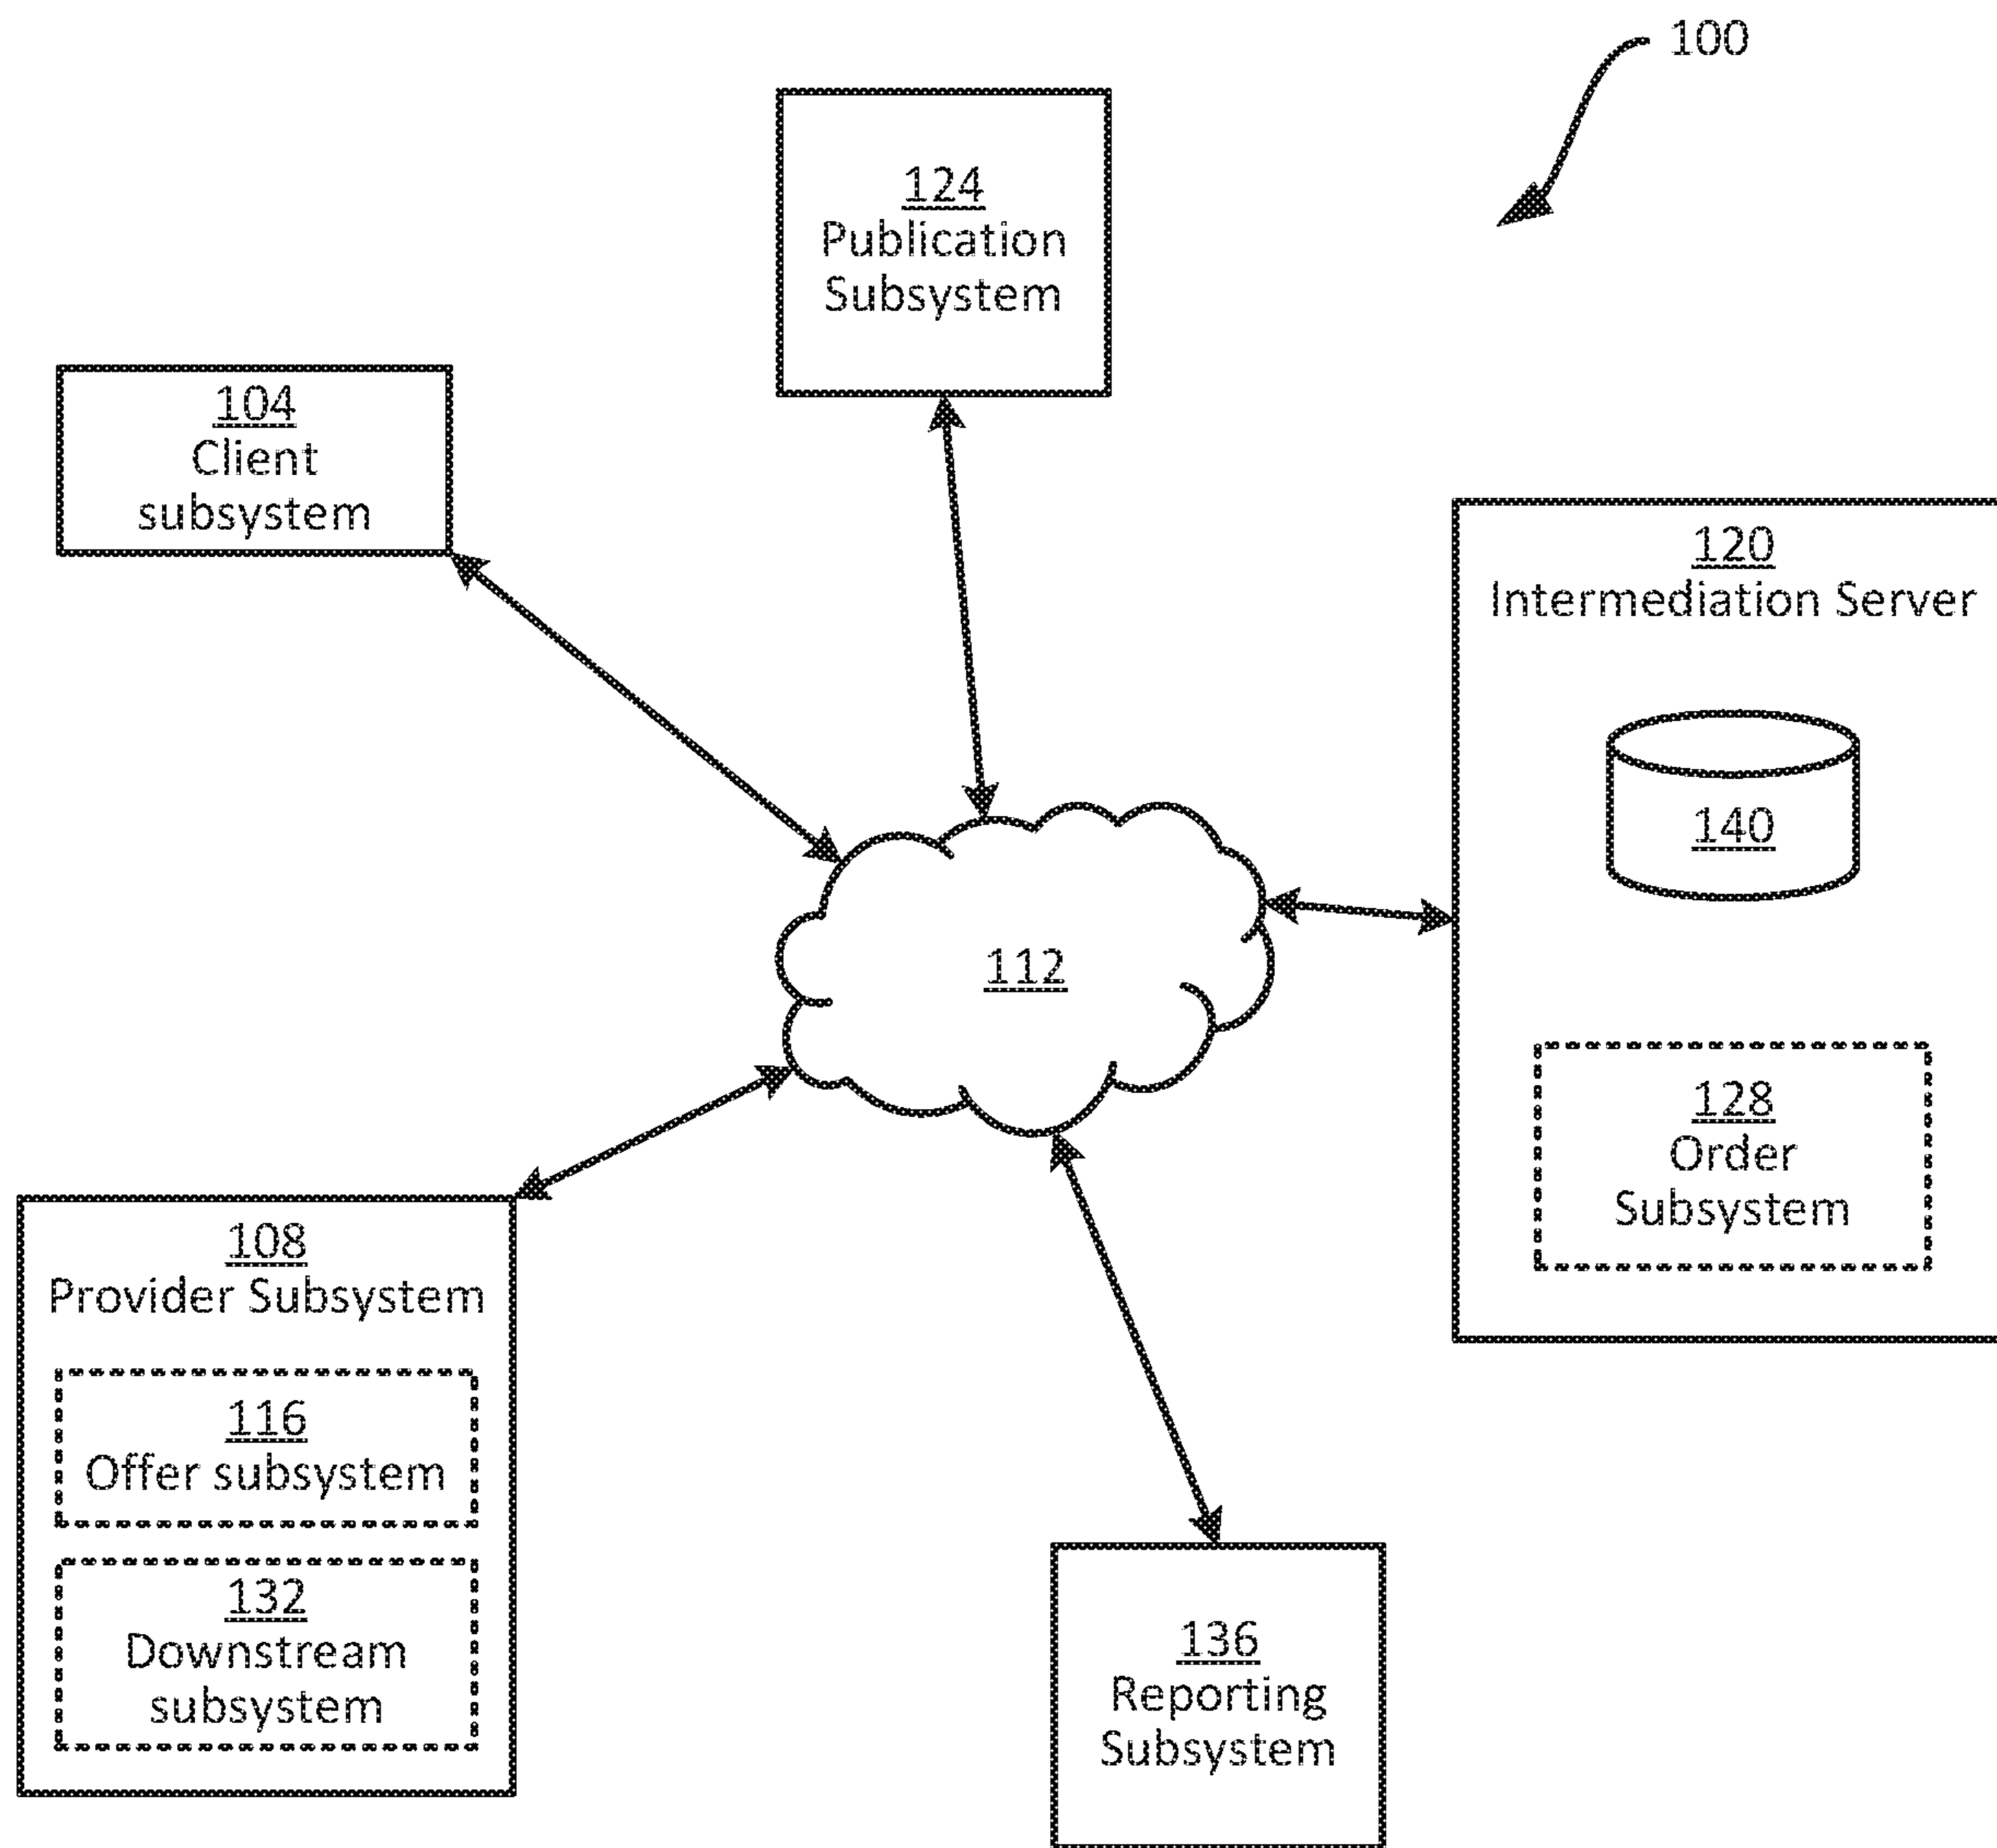 100
124
Publication
Subsystem
104
Client
subsystem
120
Intermediation Server
140
112
128
Order
Subsystem
108
Provider Subsystem
116
Offer subsystem
132
Downstream
subsystem
136
Reporting
Subsystem